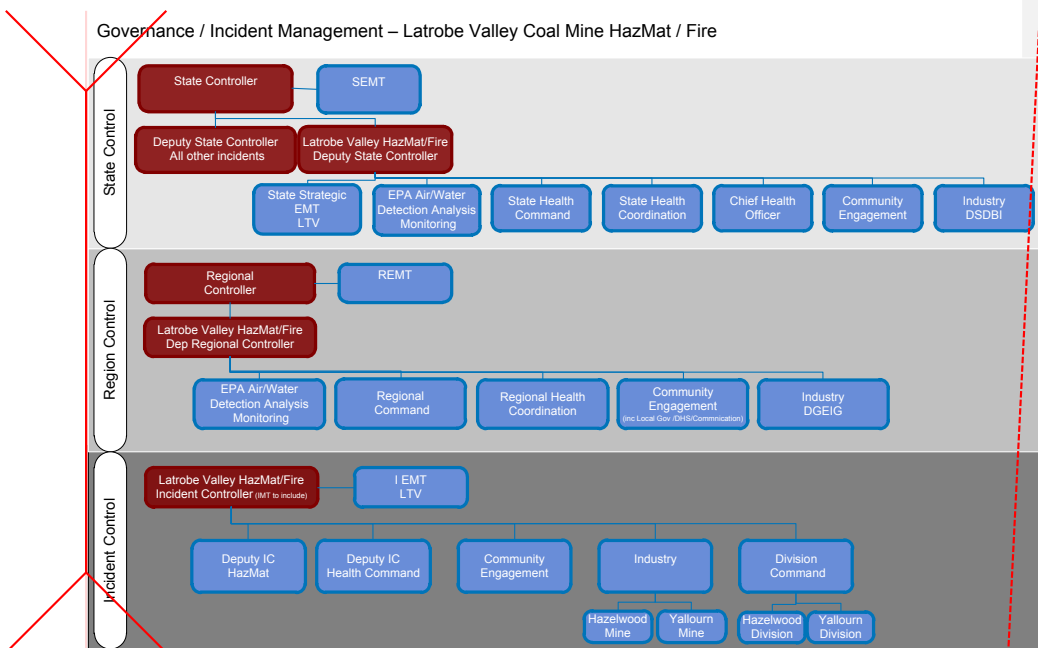 Governance / Incident Management – Latrobe Valley Coal Mine HazMat / Fire
State Control
State Controller
SEMT
Deputy State Controller
All other incidents
Latrobe Valley HazMat/Fire
Deputy State Controller
State Strategic
EMT
LTV
EPA Air/Water
Detection Analysis
Monitoring
State Health
Command
State Health
Coordination
Chief Health
Officer
Community
Engagement
Industry
DSDBI
Region Control
Regional
Controller
REMT
Latrobe Valley HazMat/Fire
Dep Regional Controller
EPA Air/Water
Detection Analysis
Monitoring
Regional
Command
Regional Health
Coordination
Community
Engagement
(inc Local Gov /DHS/Commnication)
Industry
DGEIG
Incident Control
Latrobe Valley HazMat/Fire
Incident Controller (IMT to include)
I EMT
LTV
Deputy IC
HazMat
Deputy IC
Health Command
Community
Engagement
Industry
Division
Command
Hazelwood
Mine
Yallourn
Mine
Hazelwood
Division
Yallourn
Division